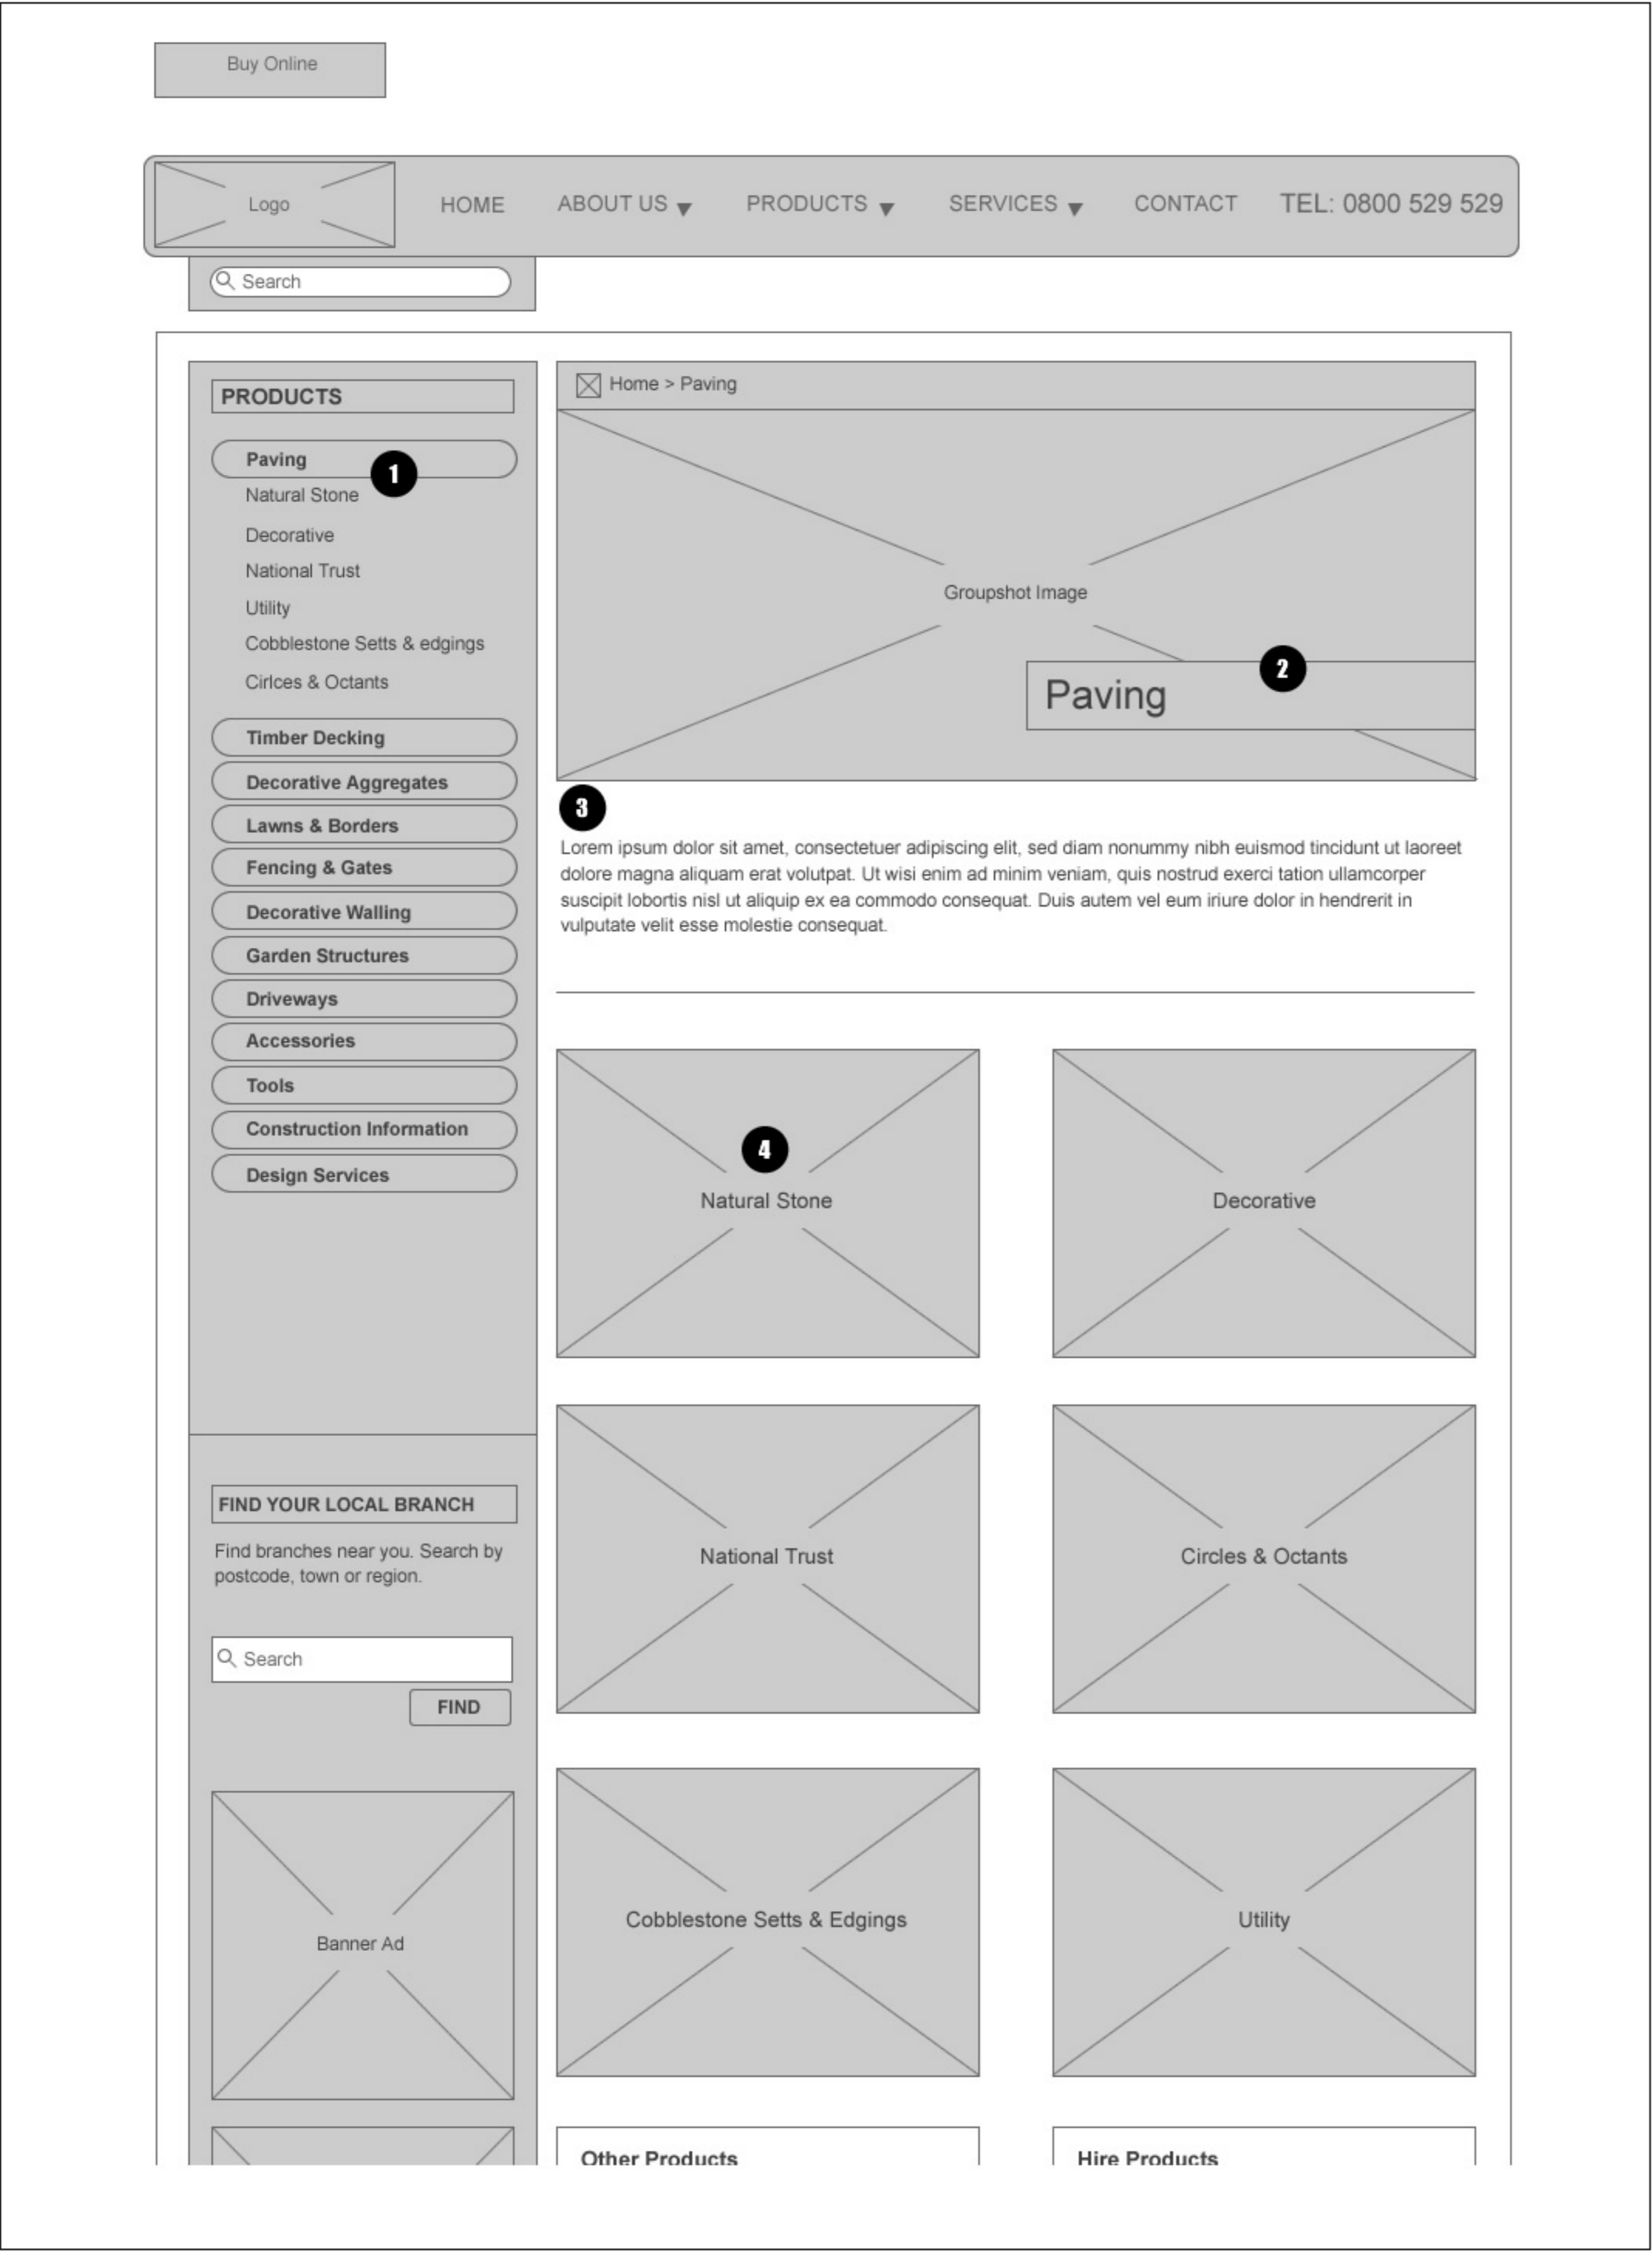 Buy Online
Logo
HOME
ABOUT US
PRODUCTS
SERVICES
CONTACT
TEL: 0800 529 529
Search
PRODUCTS
Paving
1
Natural Stone
Decorative
National Trust
Utility
Cobblestone Setts & edgings
Cirlces & Octants
Timber Decking
Decorative Aggregates
Lawns & Borders
Fencing & Gates
Decorative Walling
Garden Structures
Driveways
Accessories
Tools
Construction Information
Design Services
FIND YOUR LOCAL BRANCH
Find branches near you. Search by
postcode, town or region.
Search
FIND
Banner Ad
Home > Paving
Groupshot Image
2
Paving
3
Lorem ipsum dolor sit amet, consectetuer adipiscing elit, sed diam nonummy nibh euismod tincidunt ut laoreet
dolore magna aliquam erat volutpat. Ut wisi enim ad minim veniam, quis nostrud exerci tation ullamcorper
suscipit lobortis nisl ut aliquip ex ea commodo consequat. Duis autem vel eum iriure dolor in hendrerit in
vulputate velit esse molestie consequat.
4
Natural Stone
Decorative
National Trust
Circles & Octants
Cobblestone Setts & Edgings
Utility
Other Products
Hire Products